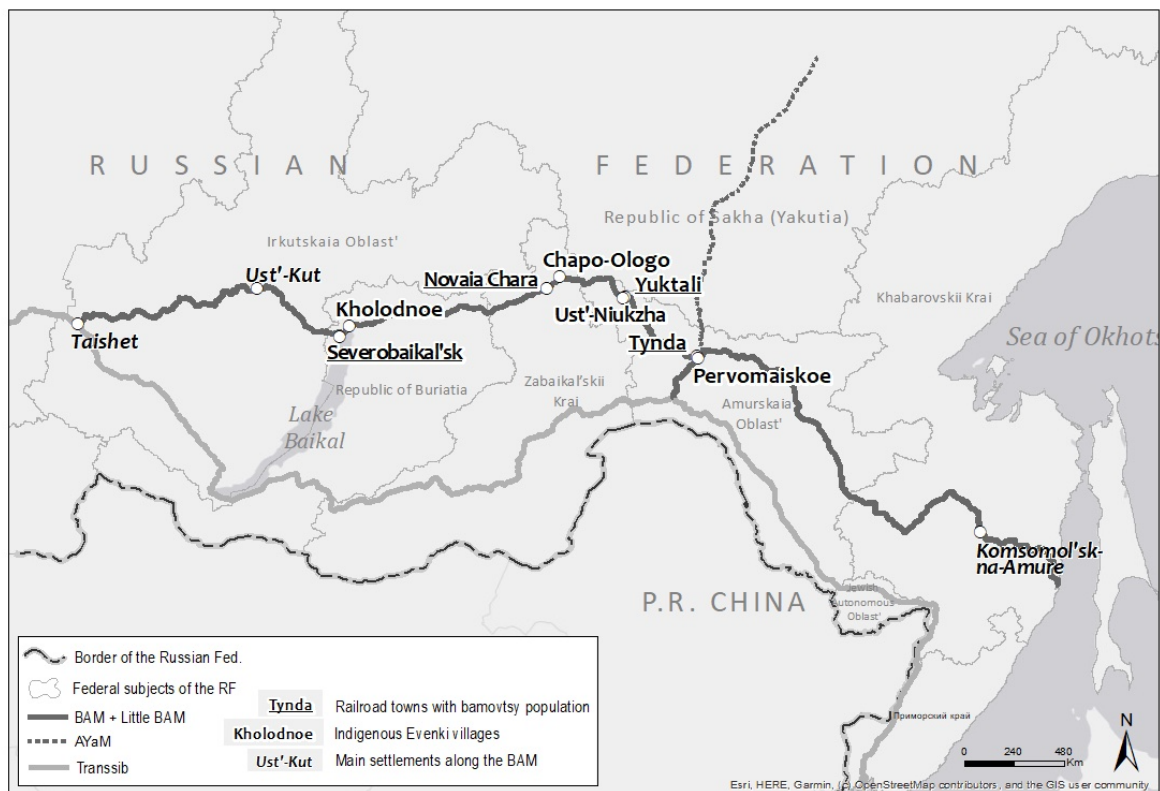 RUSSIAN FEDERATION
Republic of Sakha (Yakutia)
Irkutskaia Oblast'
Chapo-Ologo
Ust'-Kut
Novaia Chara
Yuktali
Khabarovskii Krai
Kholodnoe
Ust'-Niukzha
Sea of Okhots
Taishet
Severobaikal'sk
Tynda
Pervomaiskoe
Republic of Buriatia
Zabaikal'skii
Krai
Amurskaia
Oblast'
Lake
Baikal
Komsomol'sk-
na-Amure
P.R. CHINA
Jewish
Autonomous
Oblast'
Приморский край
Border of the Russian Fed.
Federal subjects of the RF
BAM + Little BAM
AYaM
Transsib
Tynda Railroad towns with bamovtsy population
Kholodnoe Indigenous Evenki villages
Ust'-Kut Main settlements along the BAM
N
0 240 480
Km
Esri, HERE, Garmin, (c) OpenStreetMap contributors, and the GIS user community